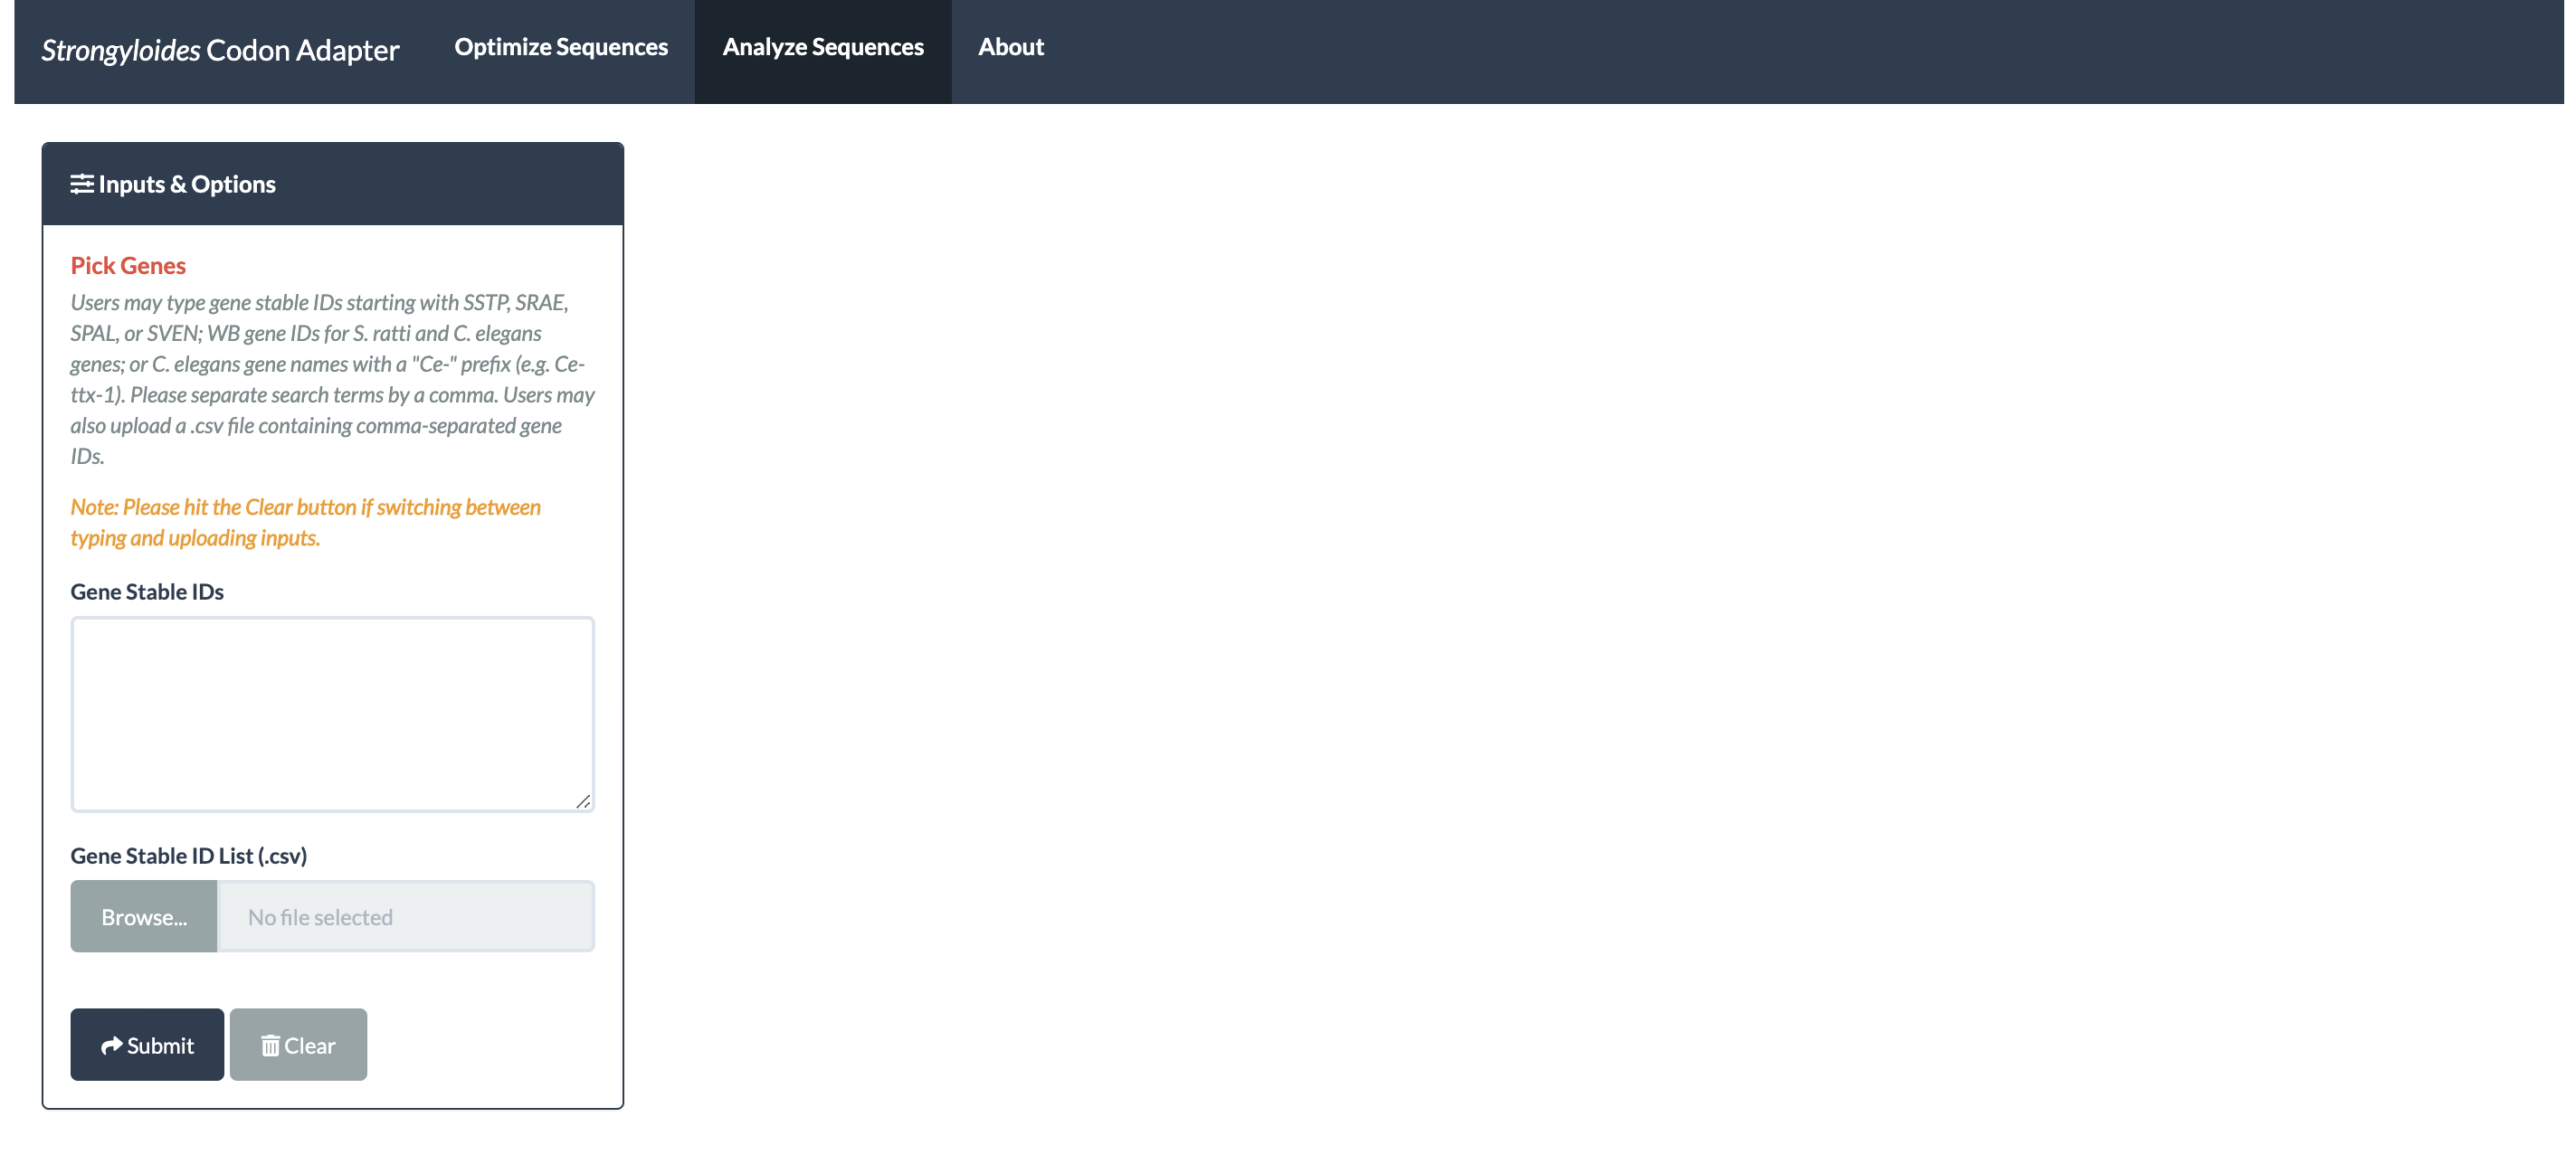 Strongyloides Codon Adapter
Optimize Sequences
Analyze Sequences
About
Inputs & Options
Pick Genes
Users may type gene stable IDs starting with SSTP, SRAE,
SPAL, or SVEN; WB gene IDs for S. ratti and C. elegans
genes; or C. elegans gene names with a "Ce-" prefix (e.g. Ce-
ttx-1). Please separate search terms by a comma. Users may
also upload a .csv file containing comma-separated gene
IDs.
Note: Please hit the Clear button if switching between
typing and uploading inputs.
Gene Stable IDs
Gene Stable ID List (.csv)
Browse...
No file selected
Submit
Clear